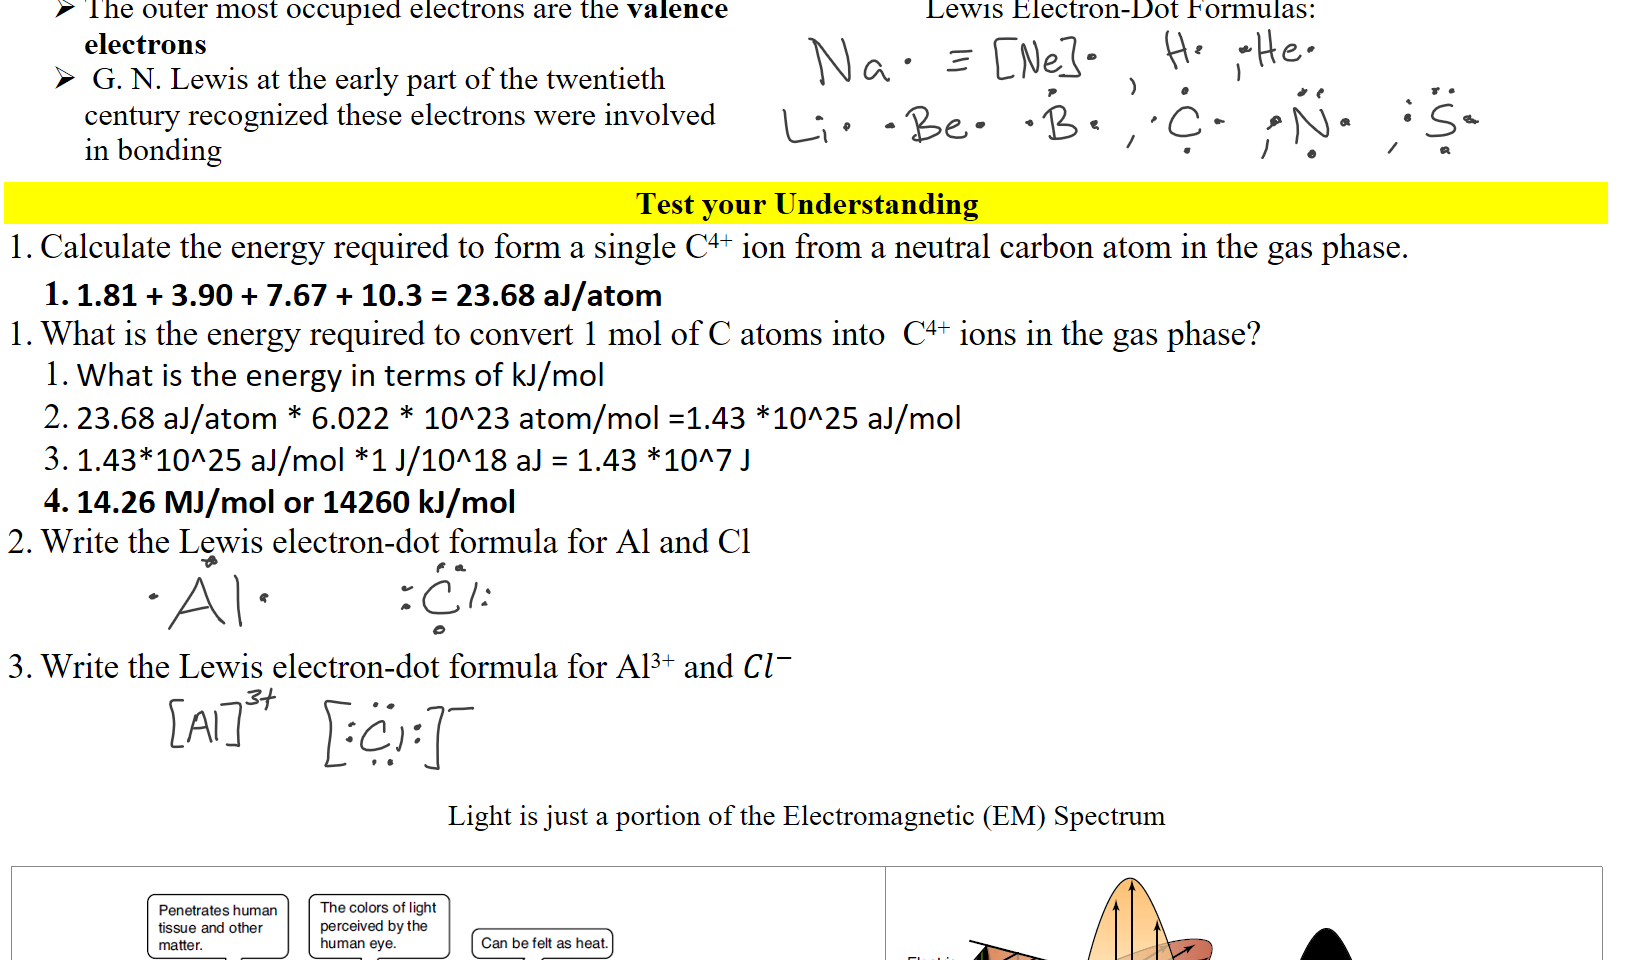 ➤ The outer most occupied electrons are the valence
electrons
➤ G. N. Lewis at the early part of the twentieth
century recognized these electrons were involved
in bonding
Lewis Electron-Dot Formulas:
Na· ≡ [Ne]· , H· , ·He·
Li· ·Be· ·B· , ·C· , ·N· , :S·
Test your Understanding
1. Calculate the energy required to form a single C⁴⁺ ion from a neutral carbon atom in the gas phase.
1. 1.81 + 3.90 + 7.67 + 10.3 = 23.68 aJ/atom
1. What is the energy required to convert 1 mol of C atoms into C⁴⁺ ions in the gas phase?
1. What is the energy in terms of kJ/mol
2. 23.68 aJ/atom * 6.022 * 10^23 atom/mol =1.43 *10^25 aJ/mol
3. 1.43*10^25 aJ/mol *1 J/10^18 aJ = 1.43 *10^7 J
4. 14.26 MJ/mol or 14260 kJ/mol
2. Write the Lewis electron-dot formula for Al and Cl
·Al· :Cl:
3. Write the Lewis electron-dot formula for Al³⁺ and Cl⁻
[Al]³⁺ [:Cl:]⁻
Light is just a portion of the Electromagnetic (EM) Spectrum
Penetrates human
tissue and other
matter.
The colors of light
perceived by the
human eye.
Can be felt as heat.